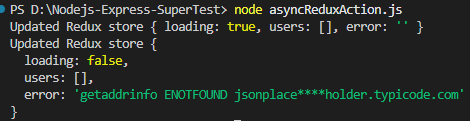 PS D:\Nodejs-Express-SuperTest> node asyncReduxAction.js
Updated Redux store { loading: true, users: [], error: '' }
Updated Redux store {
  loading: false,
  users: [],
  error: 'getaddrinfo ENOTFOUND jsonplace****holder.typicode.com'
}